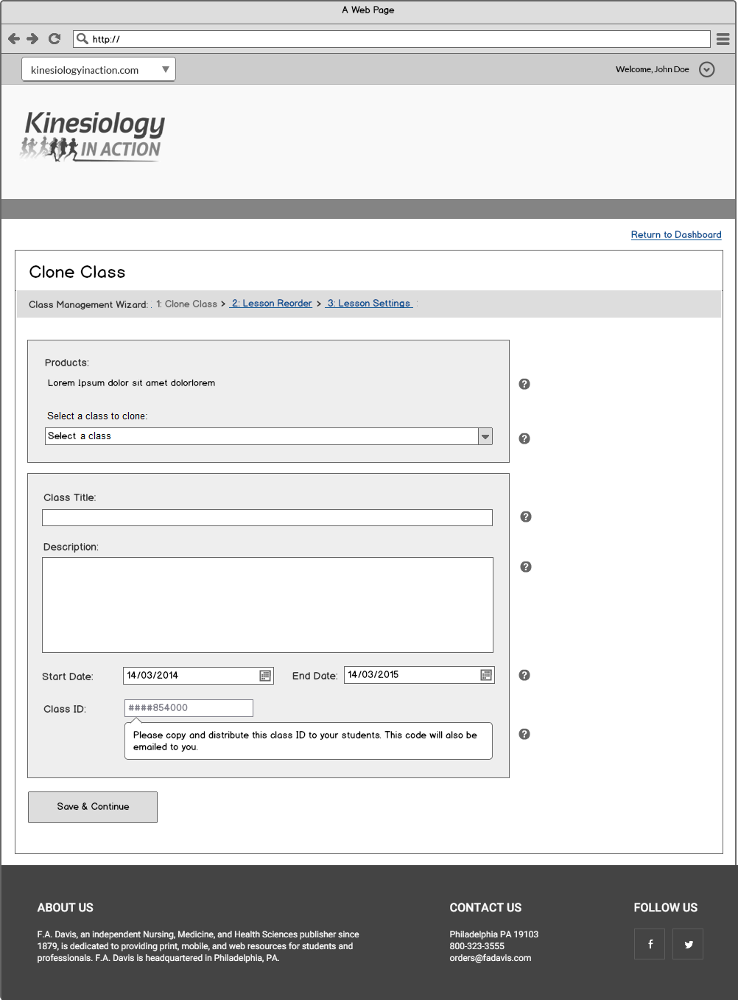 A Web Page
http://
kinesiologyinaction.com
Welcome, John Doe
Kinesiology
IN ACTION
Return to Dashboard
Clone Class
Class Management Wizard: 1: Clone Class > 2: Lesson Reorder > 3: Lesson Settings
Products:
Lorem Ipsum dolor sit amet dolorlorem
Select a class to clone:
Select a class
Class Title:
Description:
Start Date: 14/03/2014 End Date: 14/03/2015
Class ID: ####854000
Please copy and distribute this class ID to your students. This code will also be
emailed to you.
Save & Continue
ABOUT US
F.A. Davis, an independent Nursing, Medicine, and Health Sciences publisher since
1879, is dedicated to providing print, mobile, and web resources for students and
professionals. F.A. Davis is headquartered in Philadelphia, PA.
CONTACT US
Philadelphia PA 19103
800-323-3555
orders@fadavis.com
FOLLOW US